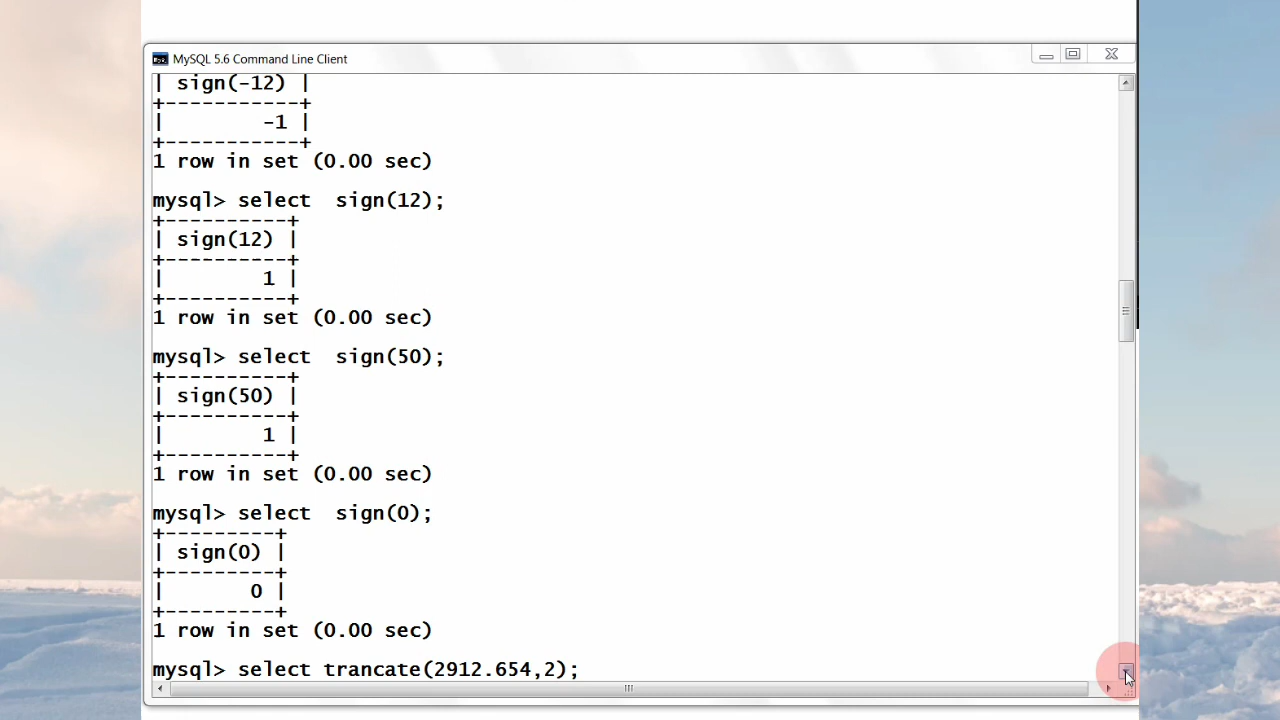 MySQL 5.6 Command Line Client
| sign(-12) |
+-----------+
|        -1 |
+-----------+
1 row in set (0.00 sec)
mysql> select  sign(12);
+----------+
| sign(12) |
+----------+
|        1 |
+----------+
1 row in set (0.00 sec)
mysql> select  sign(50);
+----------+
| sign(50) |
+----------+
|        1 |
+----------+
1 row in set (0.00 sec)
mysql> select  sign(0);
+---------+
| sign(0) |
+---------+
|       0 |
+---------+
1 row in set (0.00 sec)
mysql> select trancate(2912.654,2);